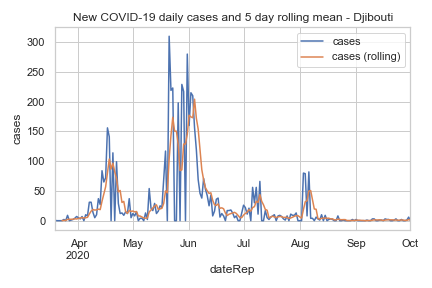 New COVID-19 daily cases and 5 day rolling mean - Djibouti
cases
cases (rolling)
300
250
200
150
100
50
0
cases
Apr
2020
May
Jun
Jul
Aug
Sep
Oct
dateRep